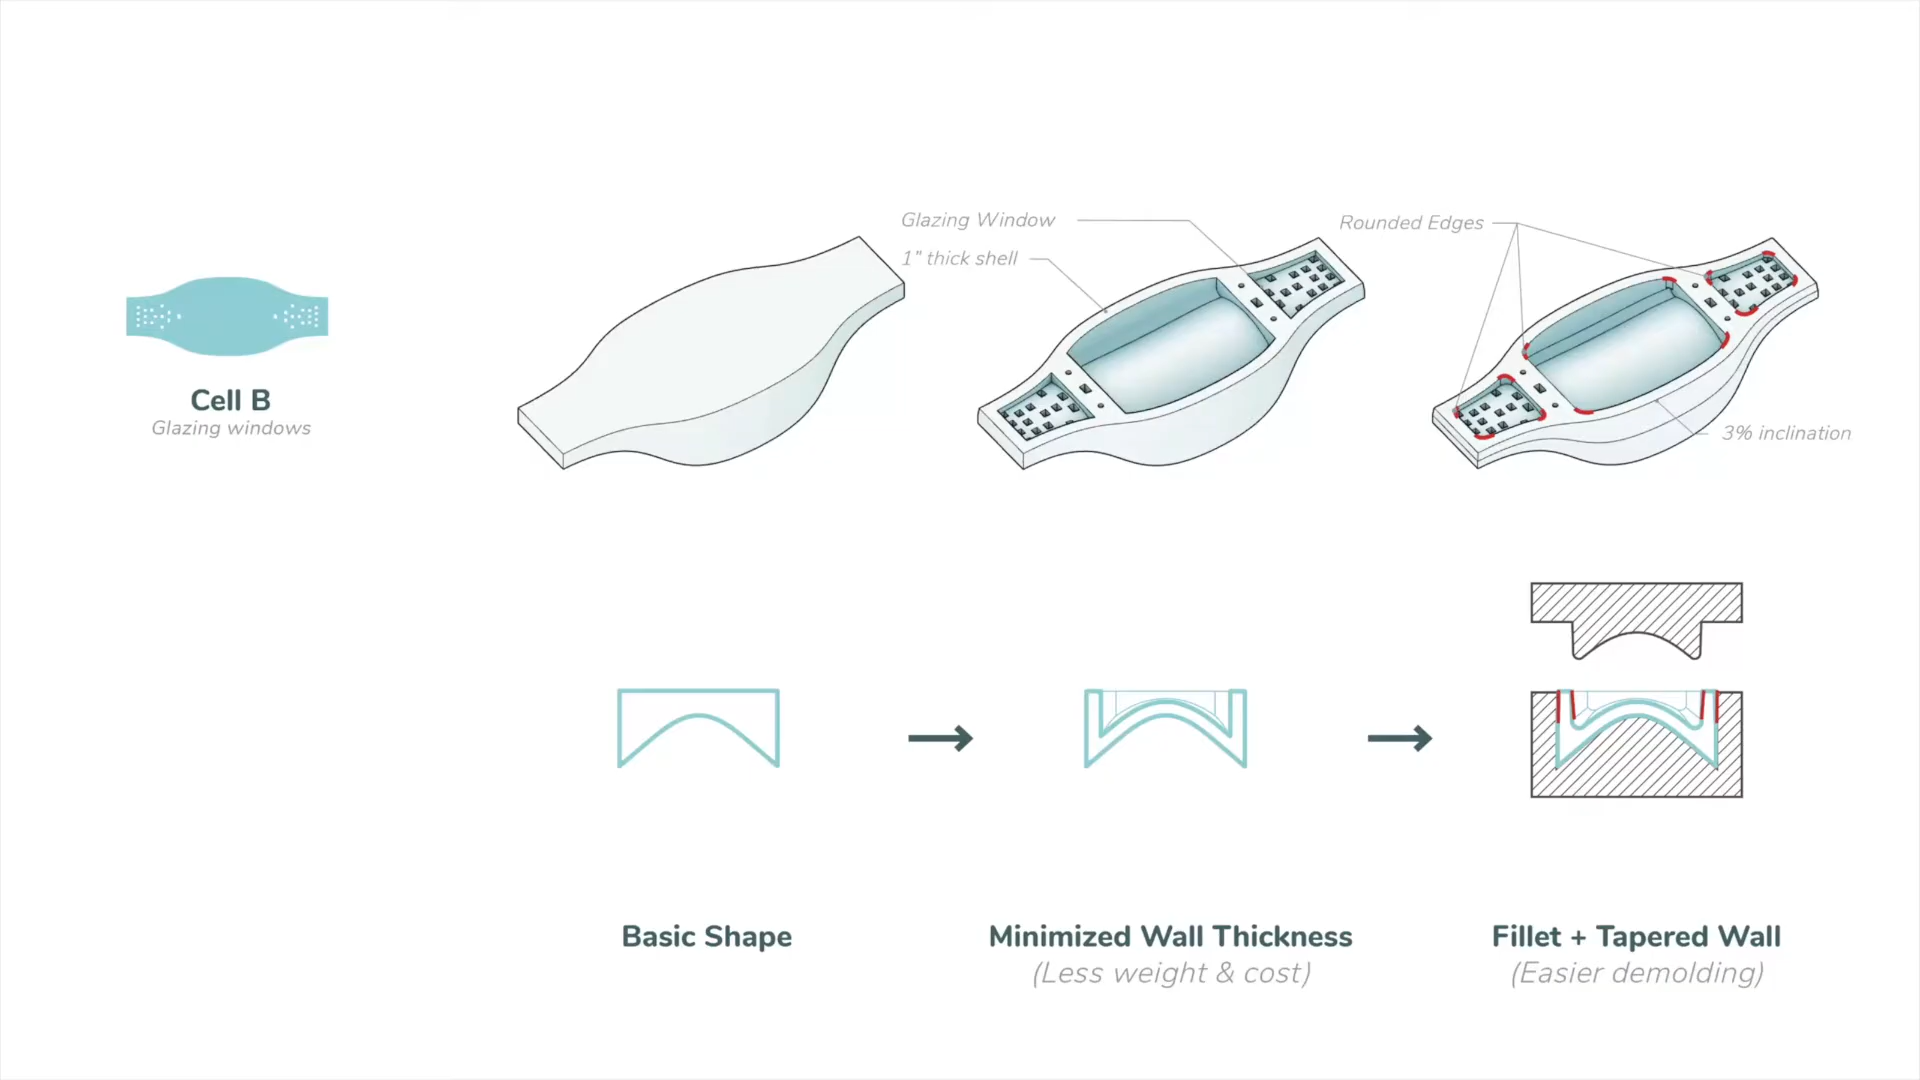 Glazing Window
1” thick shell
Rounded Edges
3% inclination
Cell B
Glazing windows
Basic Shape
Minimized Wall Thickness
(Less weight & cost)
Fillet + Tapered Wall
(Easier demolding)